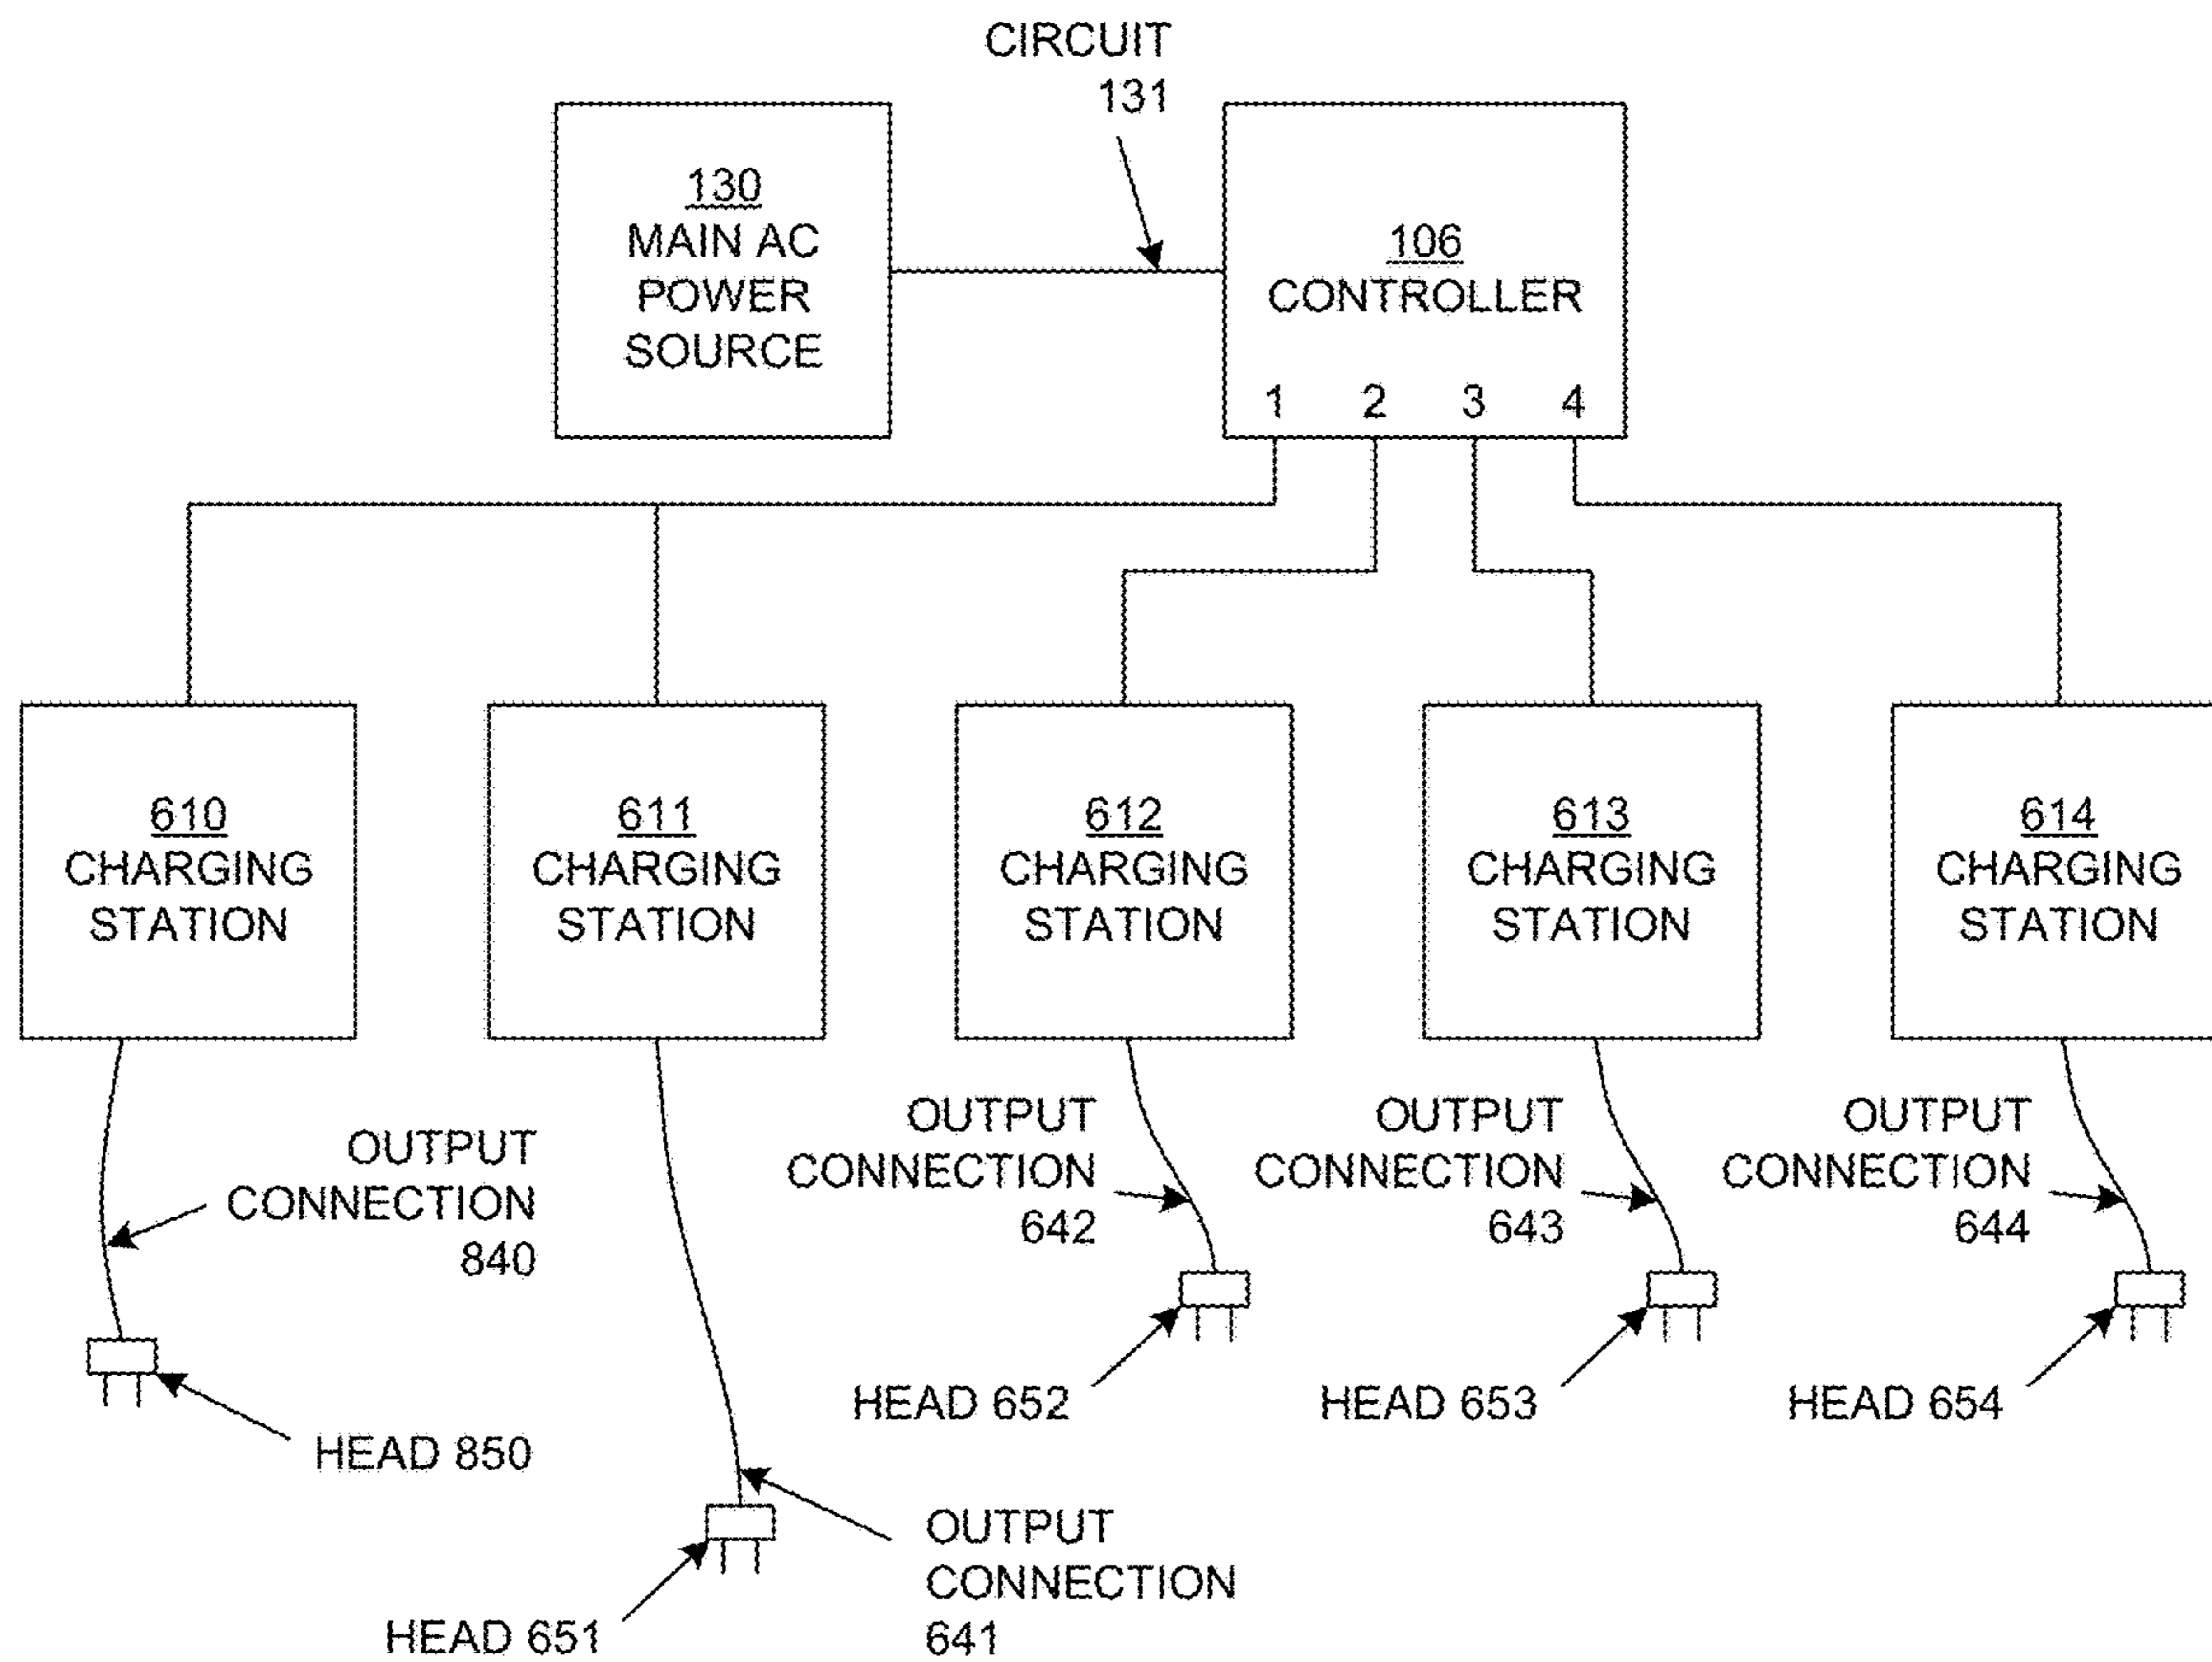 CIRCUIT
131
130
MAIN AC
POWER
SOURCE
106
CONTROLLER
1 2 3 4
610
CHARGING
STATION
611
CHARGING
STATION
612
CHARGING
STATION
613
CHARGING
STATION
614
CHARGING
STATION
OUTPUT
CONNECTION
840
OUTPUT
CONNECTION
642
OUTPUT
CONNECTION
643
OUTPUT
CONNECTION
644
HEAD 850
HEAD 652
HEAD 653
HEAD 654
HEAD 651
OUTPUT
CONNECTION
641